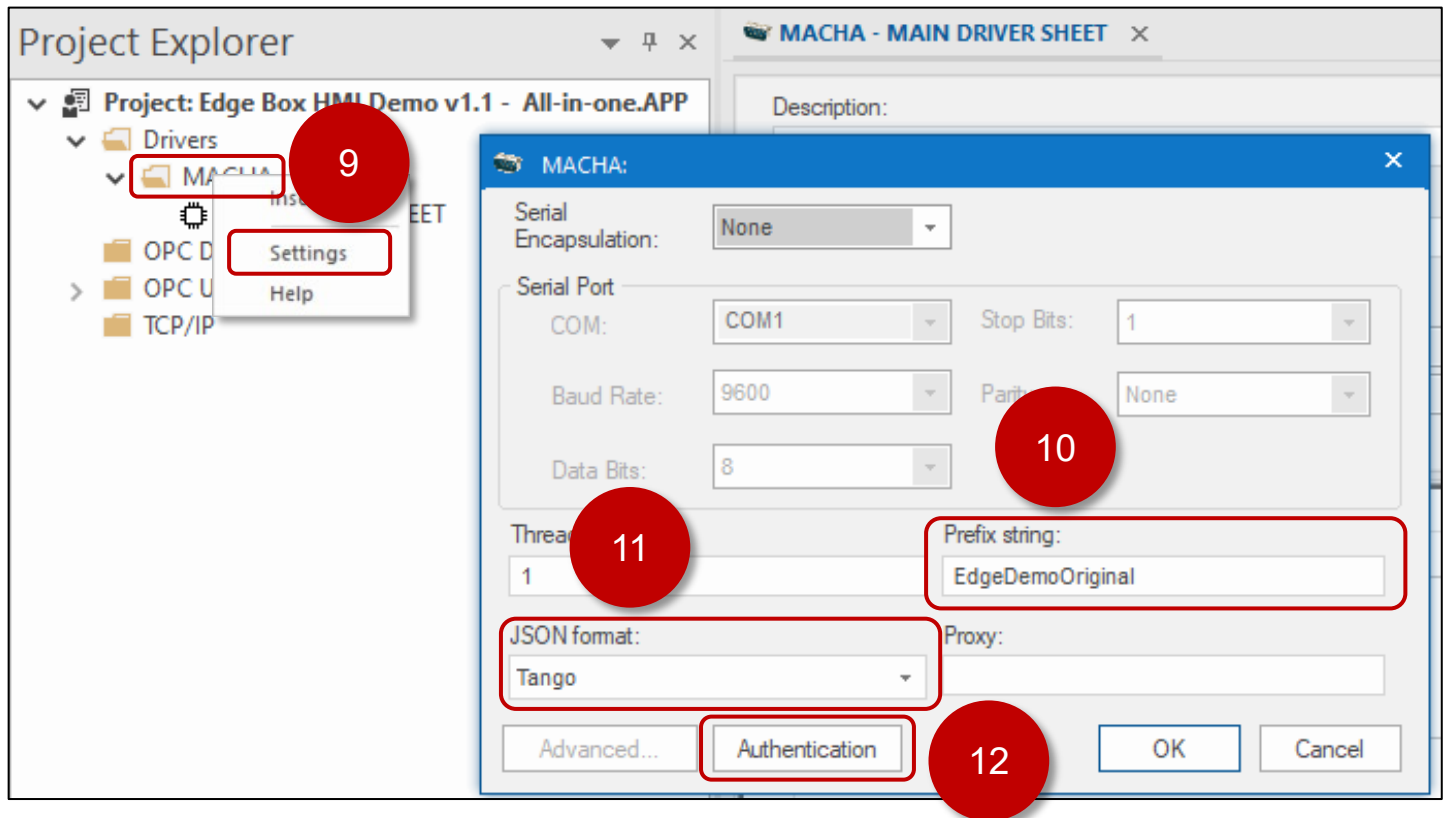 Project Explorer
MACHA - MAIN DRIVER SHEET
Project: Edge Box HMI Demo v1.1 - All-in-one.APP
Description:
Drivers
9
MACHA
EET
OPC D
Settings
OPC U
Help
TCP/IP
MACHA:
Serial
Encapsulation:
None
Serial Port
COM:
COM1
Stop Bits:
1
Baud Rate:
9600
None
10
Data Bits:
8
11
Prefix string:
1
EdgeDemoOriginal
JSON format:
Proxy:
Tango
Advanced...
Authentication
12
OK
Cancel